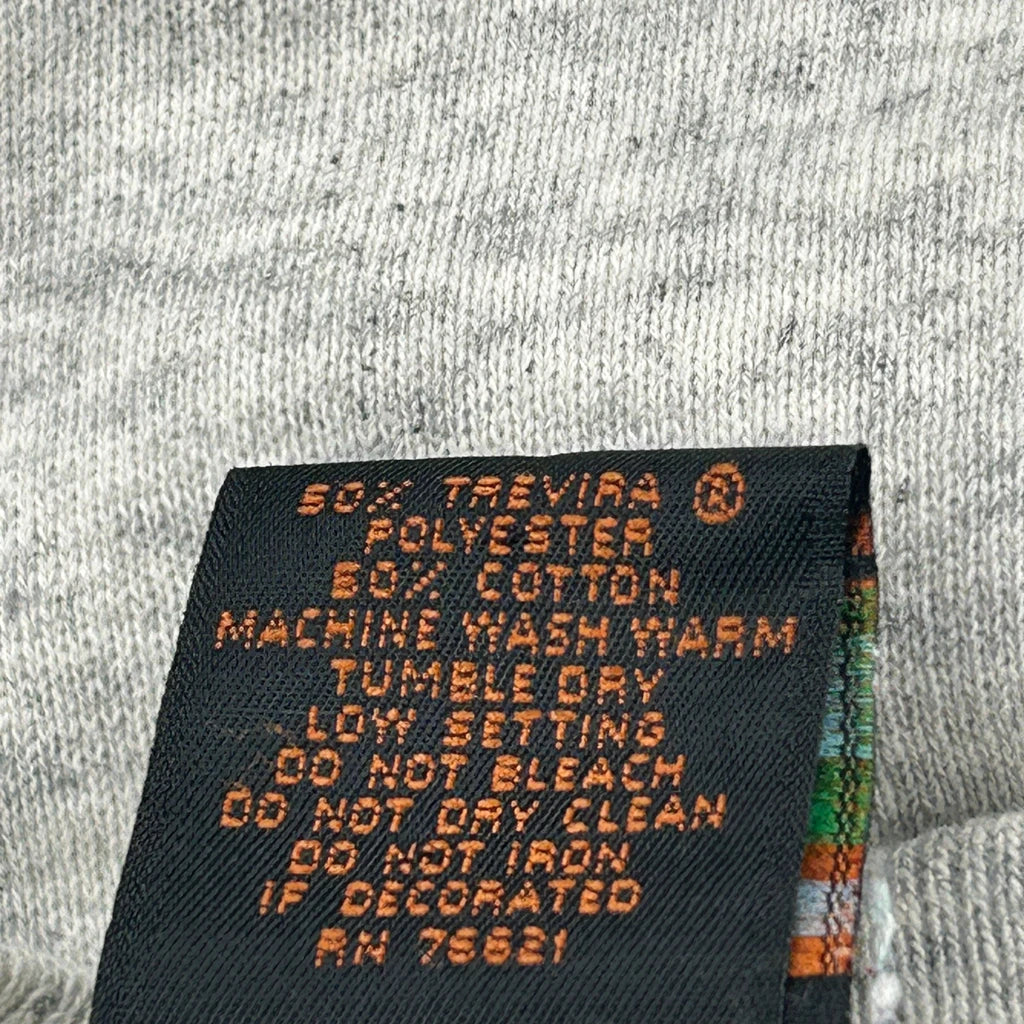 50% TREVIRA ®
POLYESTER
50% COTTON
MACHINE WASH WARM
TUMBLE DRY
LOW SETTING
DO NOT BLEACH
DO NOT DRY CLEAN
DO NOT IRON
IF DECORATED
RN